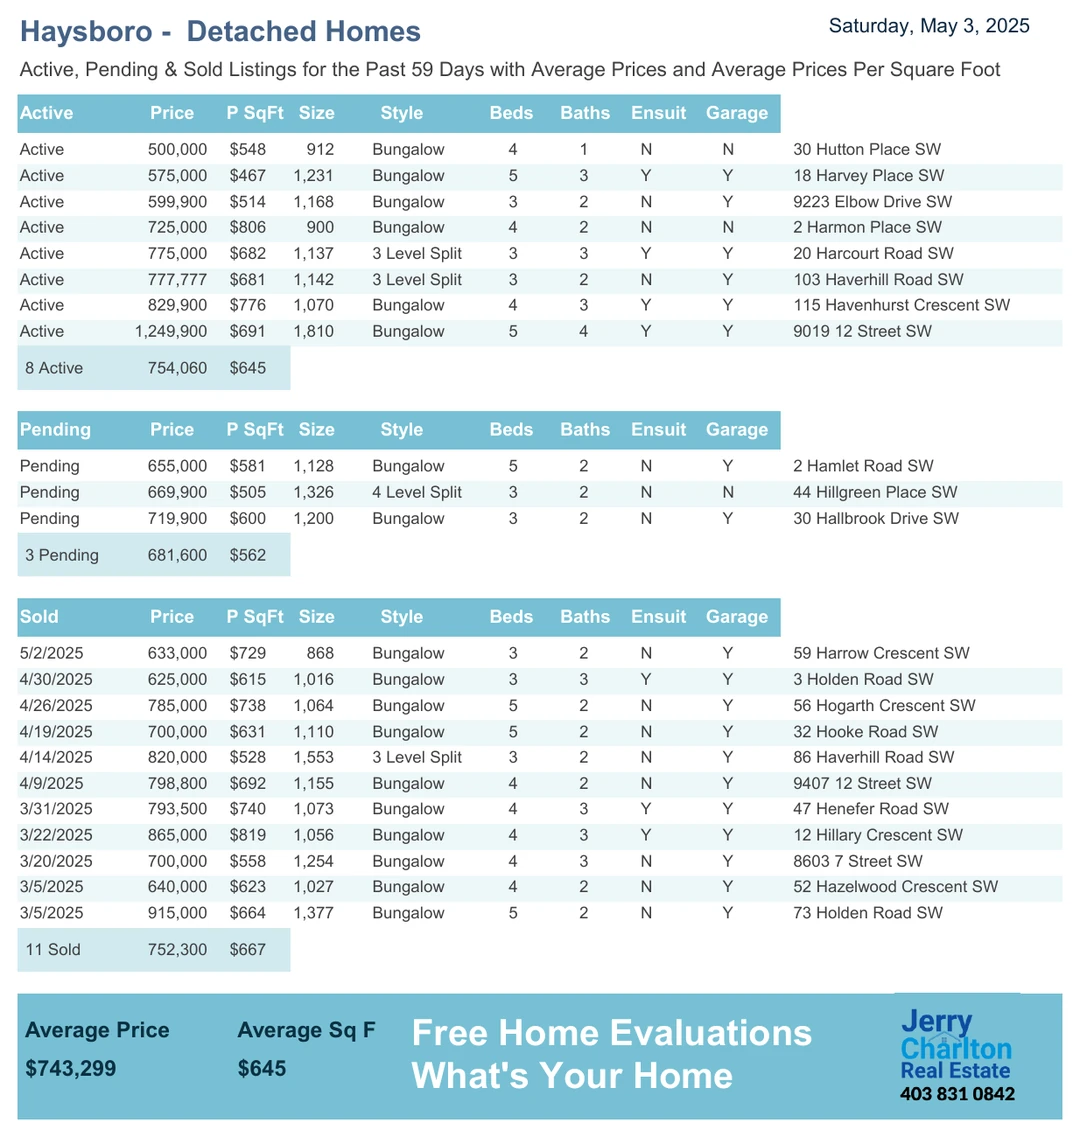 Haysboro - Detached Homes
Saturday, May 3, 2025
Active, Pending & Sold Listings for the Past 59 Days with Average Prices and Average Prices Per Square Foot
Active Price P SqFt Size Style Beds Baths Ensuit Garage
Active 500,000 $548 912 Bungalow 4 1 N N 30 Hutton Place SW
Active 575,000 $467 1,231 Bungalow 5 3 Y Y 18 Harvey Place SW
Active 599,900 $514 1,168 Bungalow 3 2 N Y 9223 Elbow Drive SW
Active 725,000 $806 900 Bungalow 4 2 N N 2 Harmon Place SW
Active 775,000 $682 1,137 3 Level Split 3 3 Y Y 20 Harcourt Road SW
Active 777,777 $681 1,142 3 Level Split 3 2 N Y 103 Haverhill Road SW
Active 829,900 $776 1,070 Bungalow 4 3 Y Y 115 Havenhurst Crescent SW
Active 1,249,900 $691 1,810 Bungalow 5 4 Y Y 9019 12 Street SW
8 Active 754,060 $645
Pending Price P SqFt Size Style Beds Baths Ensuit Garage
Pending 655,000 $581 1,128 Bungalow 5 2 N Y 2 Hamlet Road SW
Pending 669,900 $505 1,326 4 Level Split 3 2 N N 44 Hillgreen Place SW
Pending 719,900 $600 1,200 Bungalow 3 2 N Y 30 Hallbrook Drive SW
3 Pending 681,600 $562
Sold Price P SqFt Size Style Beds Baths Ensuit Garage
5/2/2025 633,000 $729 868 Bungalow 3 2 N Y 59 Harrow Crescent SW
4/30/2025 625,000 $615 1,016 Bungalow 3 3 Y Y 3 Holden Road SW
4/26/2025 785,000 $738 1,064 Bungalow 5 2 N Y 56 Hogarth Crescent SW
4/19/2025 700,000 $631 1,110 Bungalow 5 2 N Y 32 Hooke Road SW
4/14/2025 820,000 $528 1,553 3 Level Split 3 2 N Y 86 Haverhill Road SW
4/9/2025 798,800 $692 1,155 Bungalow 4 2 N Y 9407 12 Street SW
3/31/2025 793,500 $740 1,073 Bungalow 4 3 Y Y 47 Henefer Road SW
3/22/2025 865,000 $819 1,056 Bungalow 4 3 Y Y 12 Hillary Crescent SW
3/20/2025 700,000 $558 1,254 Bungalow 4 3 N Y 8603 7 Street SW
3/5/2025 640,000 $623 1,027 Bungalow 4 2 N Y 52 Hazelwood Crescent SW
3/5/2025 915,000 $664 1,377 Bungalow 5 2 N Y 73 Holden Road SW
11 Sold 752,300 $667
Average Price Average Sq F
$743,299 $645
Free Home Evaluations
What's Your Home
Jerry
Charlton
Real Estate
403 831 0842